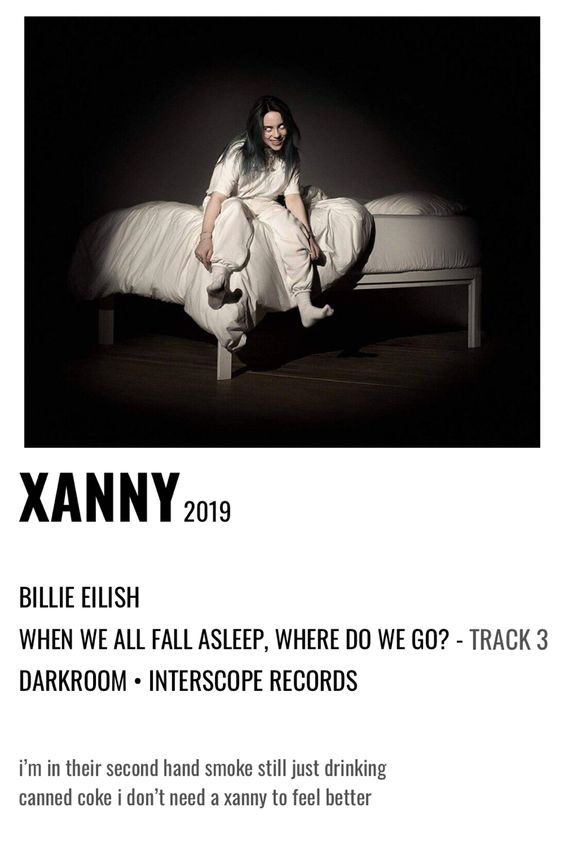 XANNY 2019
BILLIE EILISH
WHEN WE ALL FALL ASLEEP, WHERE DO WE GO? - TRACK 3
DARKROOM • INTERSCOPE RECORDS
i'm in their second hand smoke still just drinking
canned coke i don't need a xanny to feel better